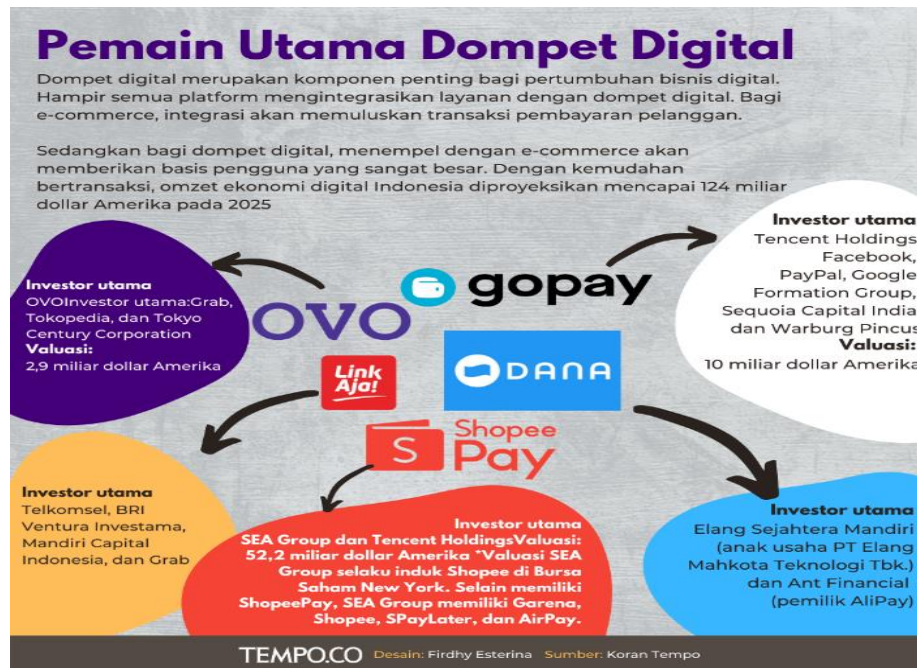 Pemain Utama Dompet Digital
Dompet digital merupakan komponen penting bagi pertumbuhan bisnis digital.
Hampir semua platform mengintegrasikan layanan dengan dompet digital. Bagi
e-commerce, integrasi akan memuluskan transaksi pembayaran pelanggan.
Sedangkan bagi dompet digital, menempel dengan e-commerce akan
memberikan basis pengguna yang sangat besar. Dengan kemudahan
bertransaksi, omzet ekonomi digital Indonesia diproyeksikan mencapai 124 miliar
dollar Amerika pada 2025
Investor utama
OVOInvestor utama:Grab,
Tokopedia, dan Tokyo
Century Corporation
Valuasi:
2,9 miliar dollar Amerika
OVO
gopay
Investor utama
Tencent Holdings
Facebook,
PayPal, Google
Formation Group,
Sequoia Capital India
dan Warburg Pincus
Valuasi:
10 miliar dollar Amerika
Link
Aja!
DANA
S
Shopee
Pay
Investor utama
Telkomsel, BRI
Ventura Investama,
Mandiri Capital
Indonesia, dan Grab
Investor utama
SEA Group dan Tencent HoldingsValuasi:
52,2 miliar dollar Amerika *Valuasi SEA
Group selaku induk Shopee di Bursa
Saham New York. Selain memiliki
ShopeePay, SEA Group memiliki Garena,
Shopee, SPayLater, dan AirPay.
Investor utama
Elang Sejahtera Mandiri
(anak usaha PT Elang
Mahkota Teknologi Tbk.)
dan Ant Financial
(pemilik AliPay)
TEMPO.CO Desain: Firdhy Esterina Sumber: Koran Tempo